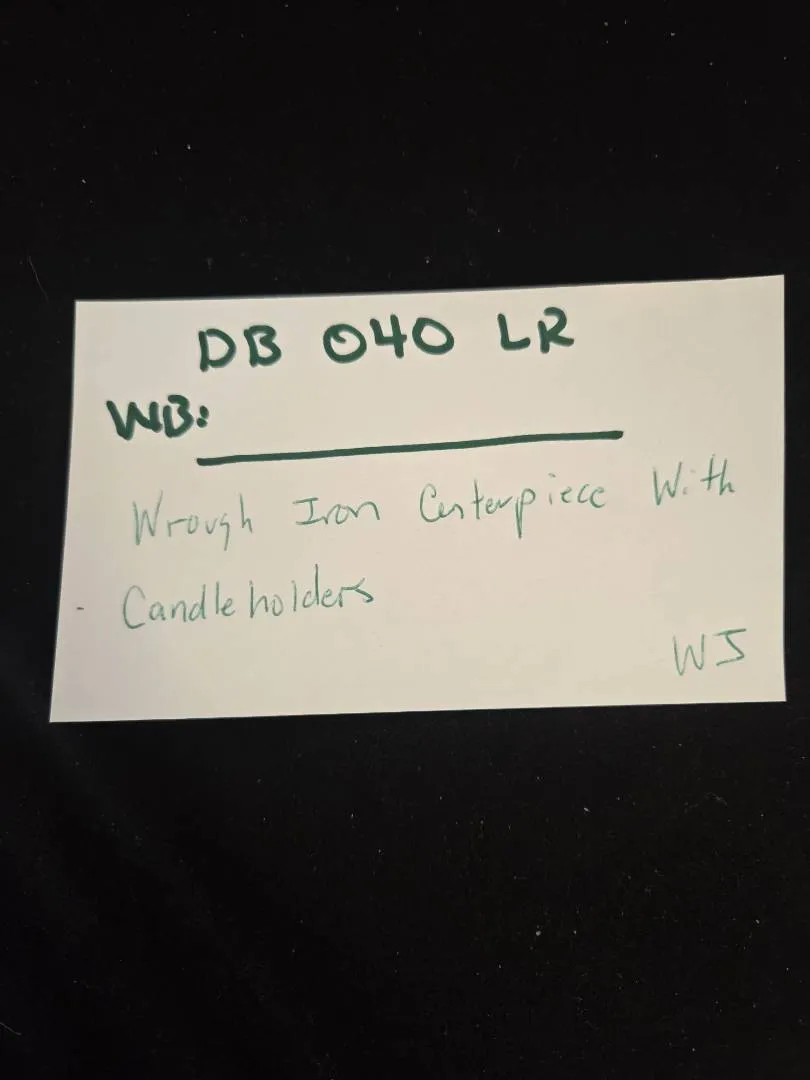 DB 040 LR
WB:
Wrough Iron Centerpiece With
Candleholders
WJ